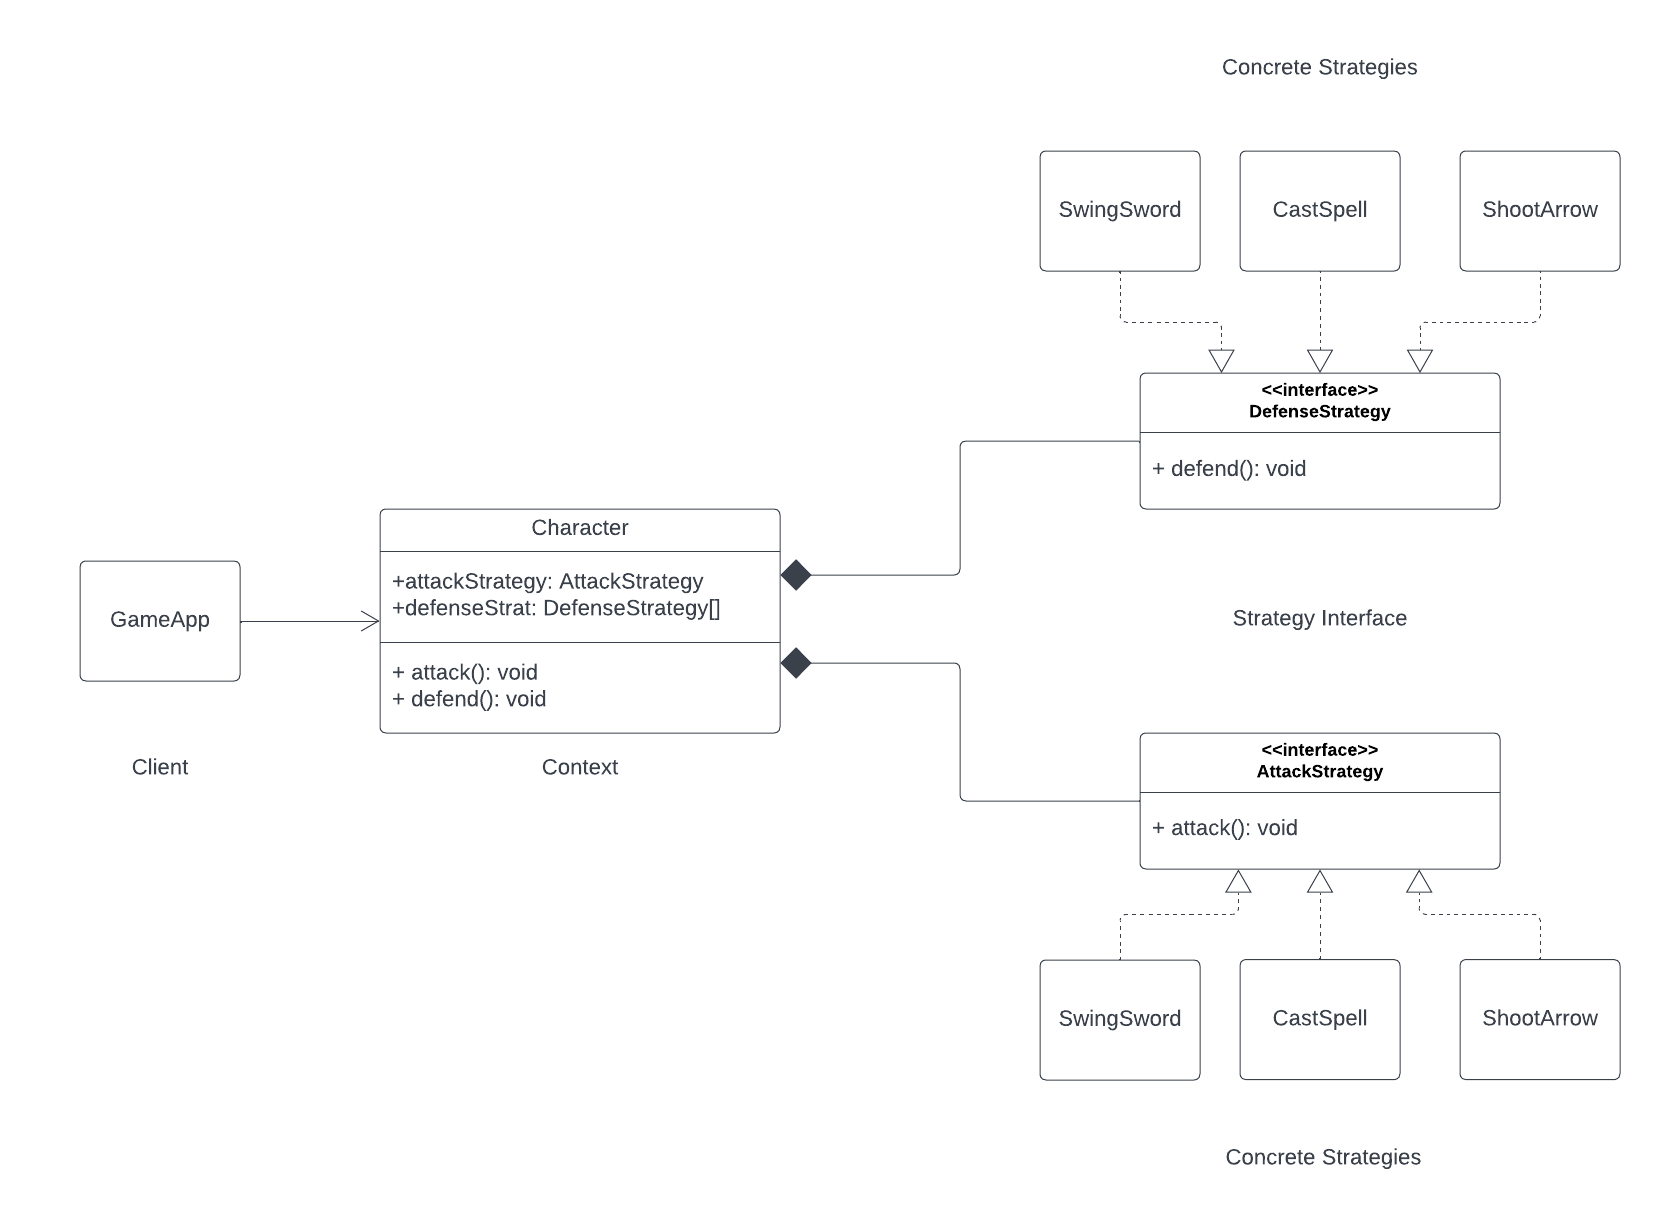 Concrete Strategies
SwingSword
CastSpell
ShootArrow
<<interface>>
DefenseStrategy
+ defend(): void
Character
+attackStrategy: AttackStrategy
+defenseStrat: DefenseStrategy[]
+ attack(): void
+ defend(): void
GameApp
Strategy Interface
Client
Context
<<interface>>
AttackStrategy
+ attack(): void
SwingSword
CastSpell
ShootArrow
Concrete Strategies